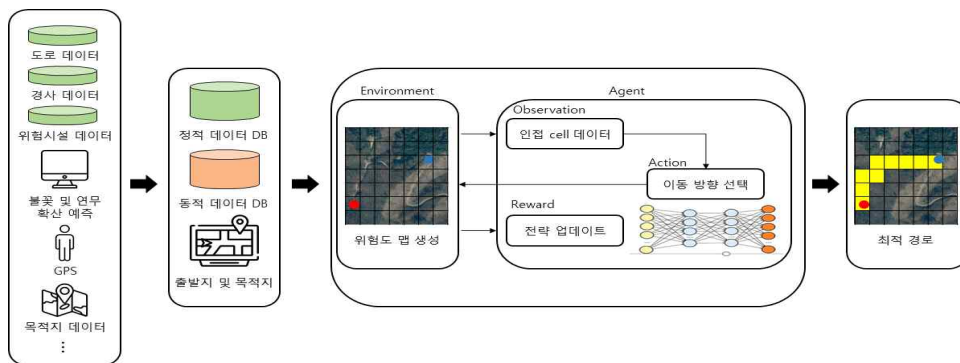 도로 데이터
경사 데이터
위험시설 데이터
불꽃 및 연무
확산 예측
GPS
목적지 데이터
⋮
정적 데이터 DB
동적 데이터 DB
출발지 및 목적지
Environment
위험도 맵 생성
Agent
Observation
인접 cell 데이터
Action
이동 방향 선택
Reward
전략 업데이트
최적 경로